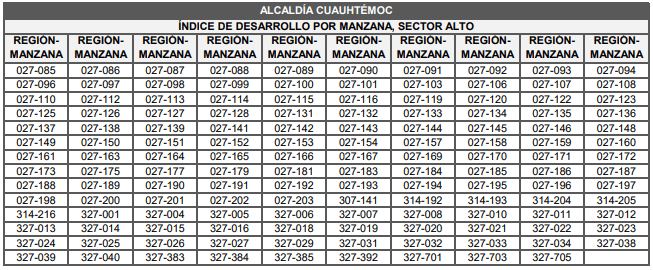 ALCALDÍA CUAUHTÉMOC
ÍNDICE DE DESARROLLO POR MANZANA, SECTOR ALTO
REGIÓN-MANZANA REGIÓN-MANZANA REGIÓN-MANZANA REGIÓN-MANZANA REGIÓN-MANZANA REGIÓN-MANZANA REGIÓN-MANZANA REGIÓN-MANZANA REGIÓN-MANZANA REGIÓN-MANZANA
027-085 027-086 027-087 027-088 027-089 027-090 027-091 027-092 027-093 027-094
027-096 027-097 027-098 027-099 027-100 027-101 027-103 027-106 027-107 027-108
027-110 027-112 027-113 027-114 027-115 027-116 027-119 027-120 027-122 027-123
027-125 027-126 027-127 027-128 027-131 027-132 027-133 027-134 027-135 027-136
027-137 027-138 027-139 027-141 027-142 027-143 027-144 027-145 027-146 027-148
027-149 027-150 027-151 027-152 027-153 027-154 027-157 027-158 027-159 027-160
027-161 027-163 027-164 027-165 027-166 027-167 027-169 027-170 027-171 027-172
027-173 027-175 027-177 027-179 027-181 027-183 027-184 027-185 027-186 027-187
027-188 027-189 027-190 027-191 027-192 027-193 027-194 027-195 027-196 027-197
027-198 027-200 027-201 027-202 027-203 307-141 314-192 314-193 314-204 314-205
314-216 327-001 327-004 327-005 327-006 327-007 327-008 327-010 327-011 327-012
327-013 327-014 327-015 327-016 327-018 327-019 327-020 327-021 327-022 327-023
327-024 327-025 327-026 327-027 327-029 327-031 327-032 327-033 327-034 327-038
327-039 327-040 327-383 327-384 327-385 327-392 327-701 327-703 327-705